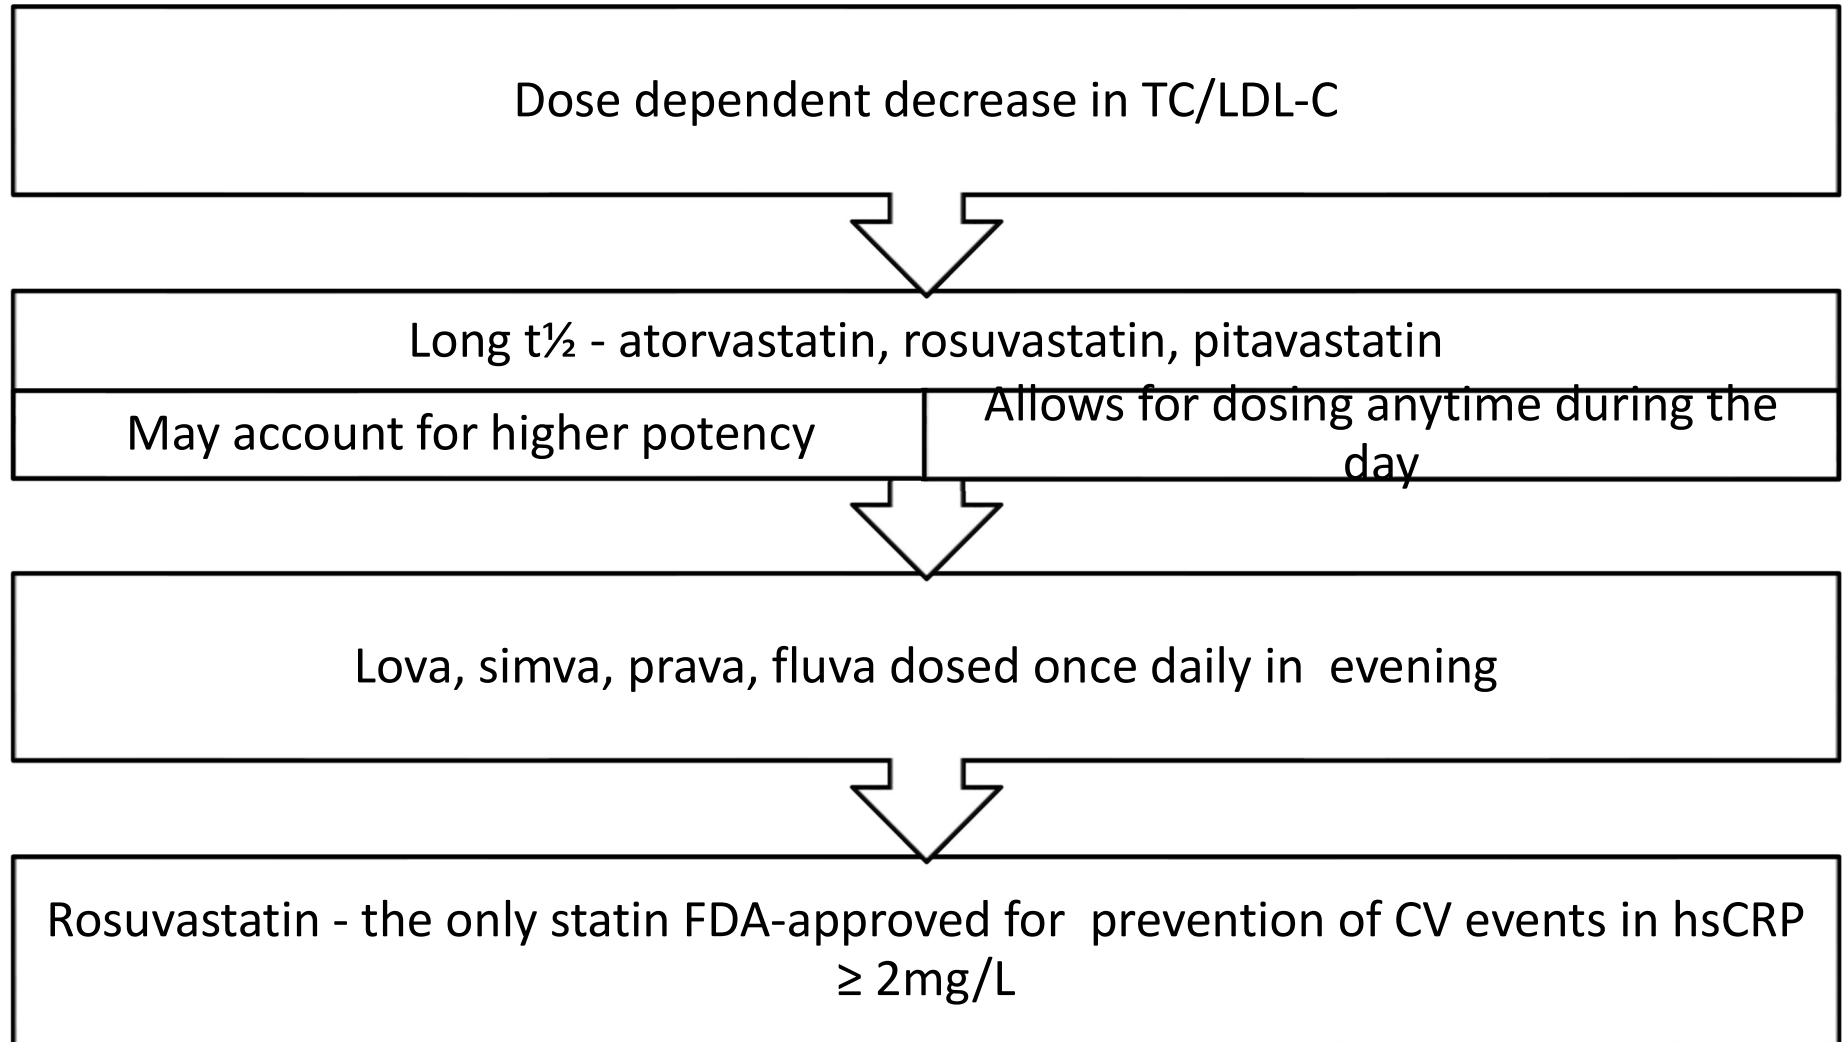 Dose dependent decrease in TC/LDL-C
Long t½ - atorvastatin, rosuvastatin, pitavastatin
May account for higher potency
Allows for dosing anytime during the
day
Lova, simva, prava, fluva dosed once daily in  evening
Rosuvastatin - the only statin FDA-approved for  prevention of CV events in hsCRP
≥ 2mg/L